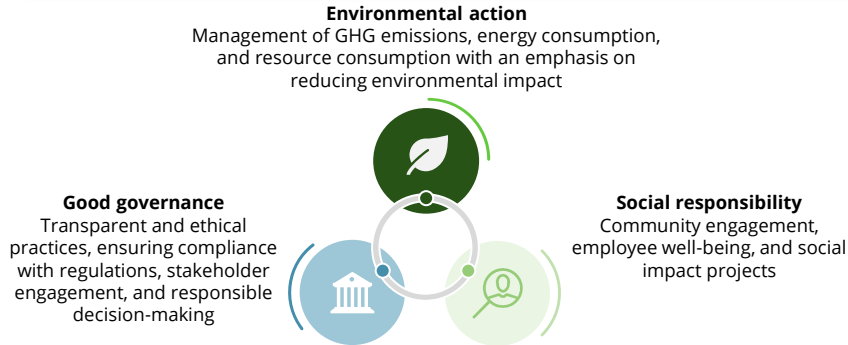 Environmental action
Management of GHG emissions, energy consumption,
and resource consumption with an emphasis on
reducing environmental impact
Good governance
Transparent and ethical
practices, ensuring compliance
with regulations, stakeholder
engagement, and responsible
decision-making
Social responsibility
Community engagement,
employee well-being, and social
impact projects